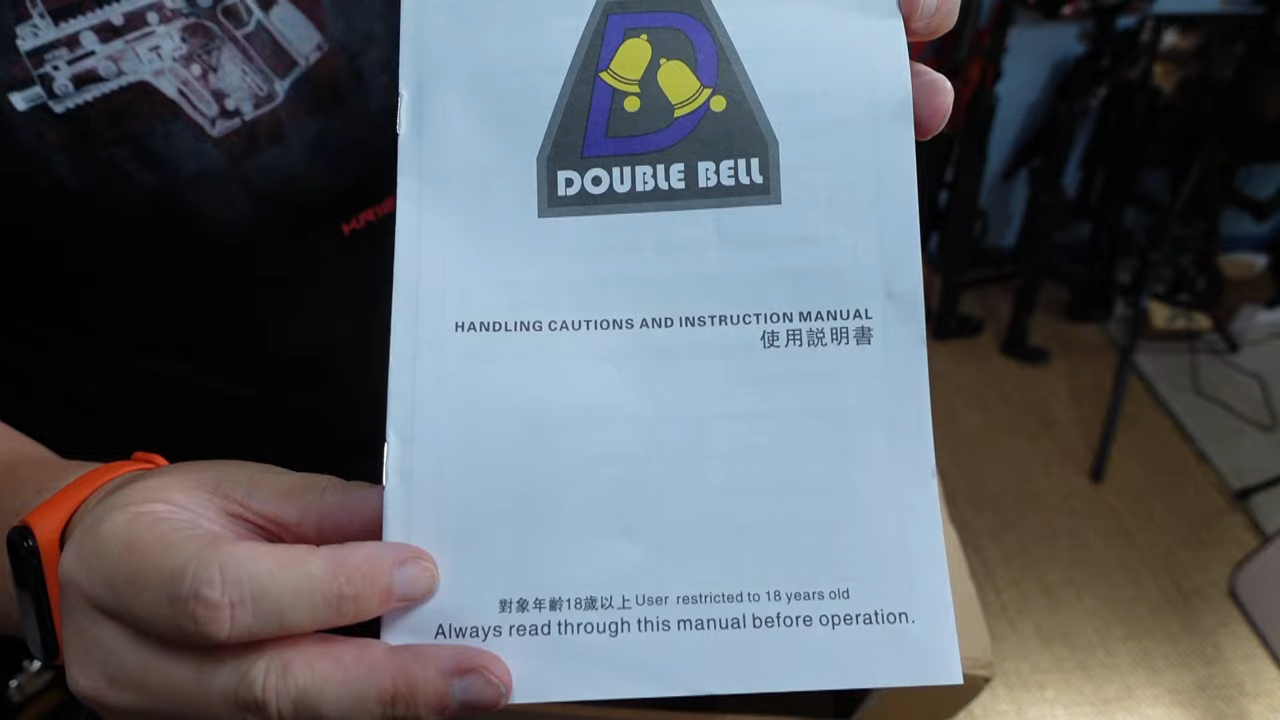 DOUBLE BELL
HANDLING CAUTIONS AND INSTRUCTION MANUAL
使用説明書
對象年齡18歲以上 User restricted to 18 years old
Always read through this manual before operation.